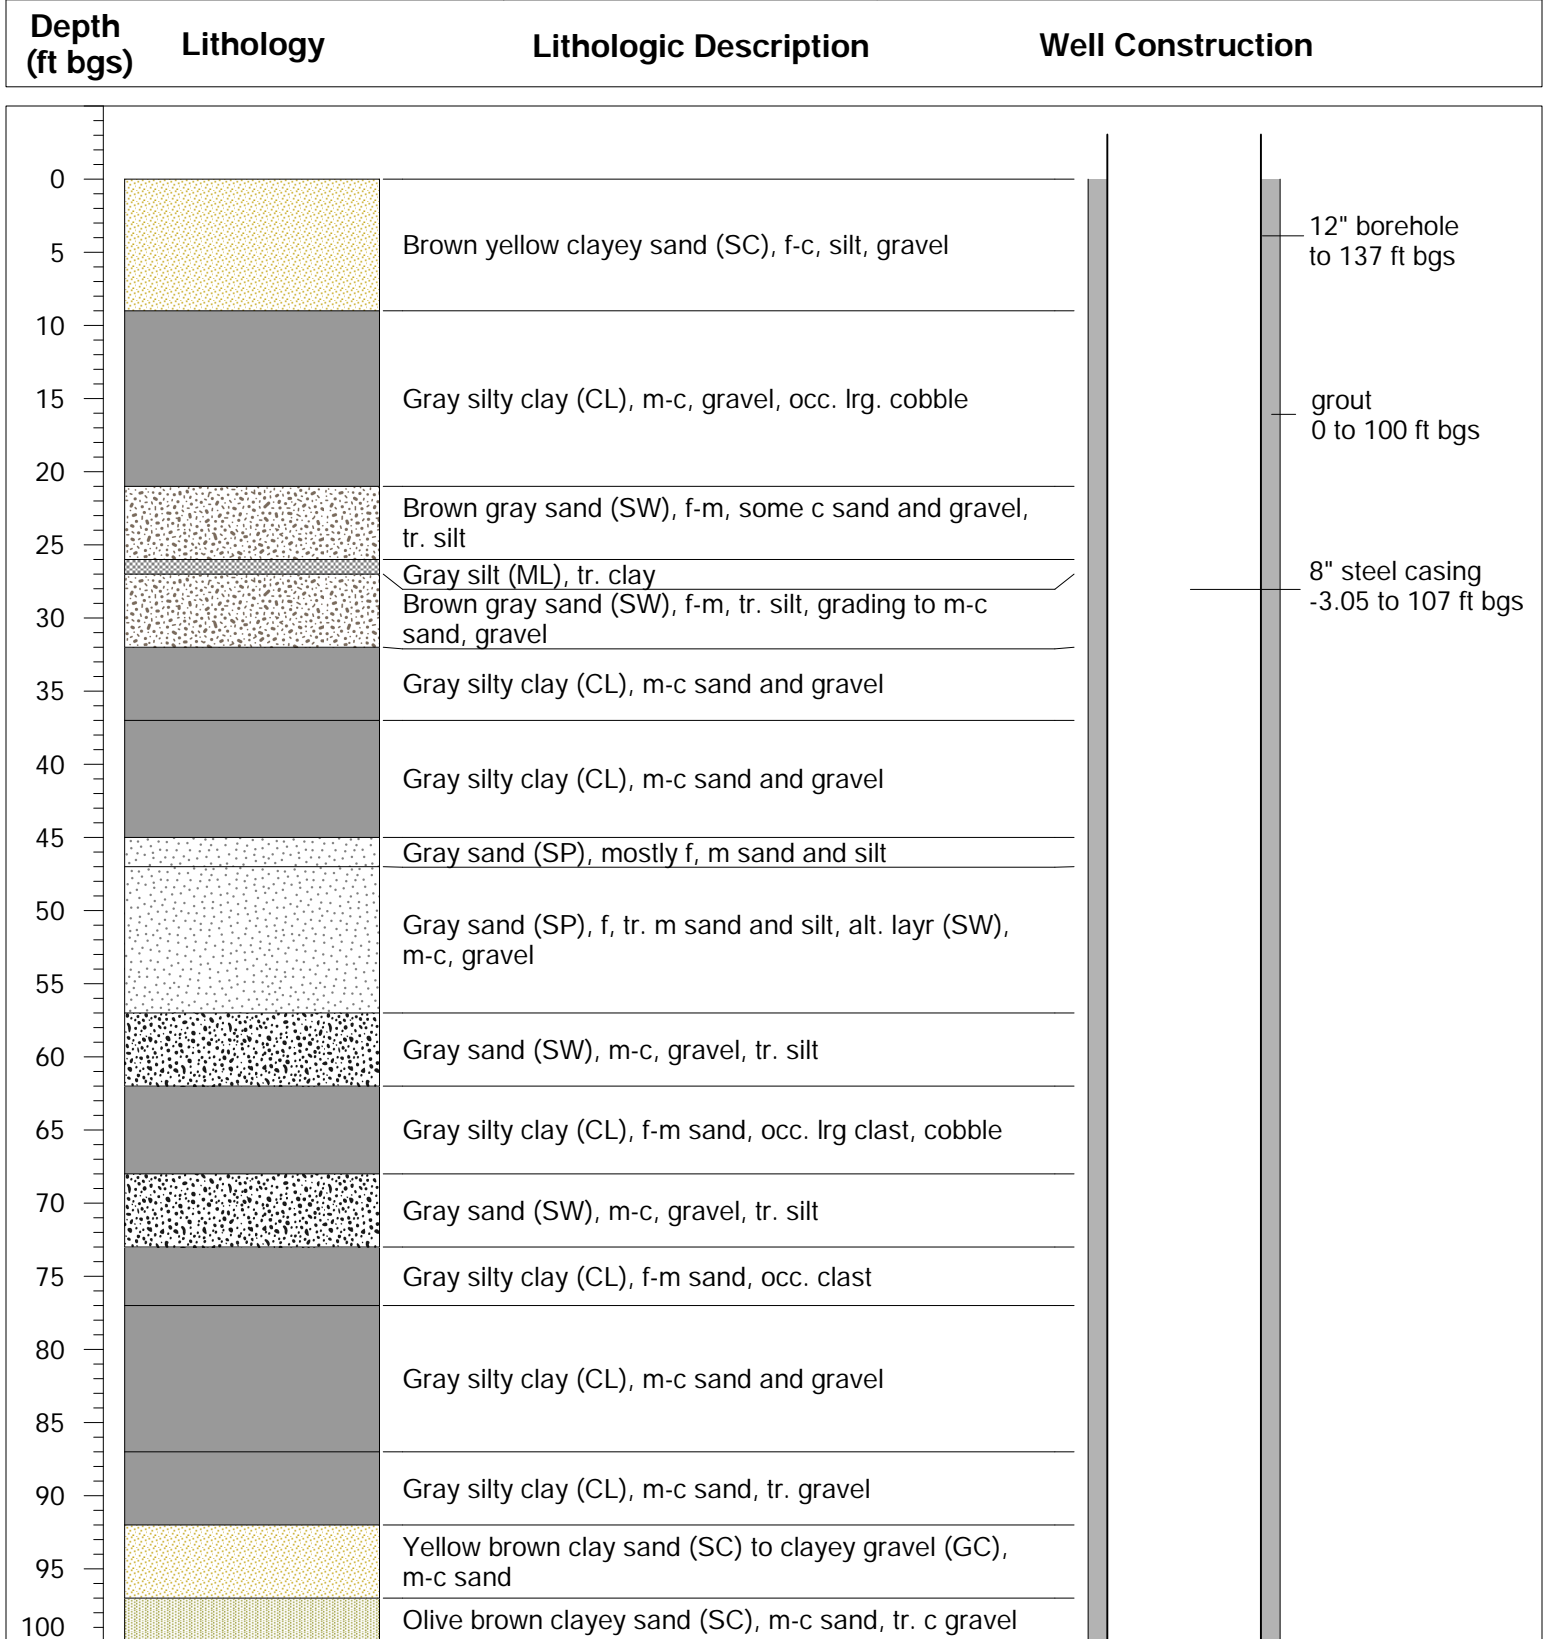 Depth
(ft bgs)
Lithology
Lithologic Description
Well Construction
0
Brown yellow clayey sand (SC), f-c, silt, gravel
12" borehole
to 137 ft bgs
5
10
15
Gray silty clay (CL), m-c, gravel, occ. lrg. cobble
grout
0 to 100 ft bgs
20
Brown gray sand (SW), f-m, some c sand and gravel,
tr. silt
25
Gray silt (ML), tr. clay
8" steel casing
-3.05 to 107 ft bgs
Brown gray sand (SW), f-m, tr. silt, grading to m-c
sand, gravel
30
35
Gray silty clay (CL), m-c sand and gravel
40
Gray silty clay (CL), m-c sand and gravel
45
Gray sand (SP), mostly f, m sand and silt
50
Gray sand (SP), f, tr. m sand and silt, alt. layr (SW),
m-c, gravel
55
60
Gray sand (SW), m-c, gravel, tr. silt
65
Gray silty clay (CL), f-m sand, occ. lrg clast, cobble
70
Gray sand (SW), m-c, gravel, tr. silt
75
Gray silty clay (CL), f-m sand, occ. clast
80
Gray silty clay (CL), m-c sand and gravel
85
90
Gray silty clay (CL), m-c sand, tr. gravel
Yellow brown clay sand (SC) to clayey gravel (GC),
m-c sand
95
100
Olive brown clayey sand (SC), m-c sand, tr. c gravel